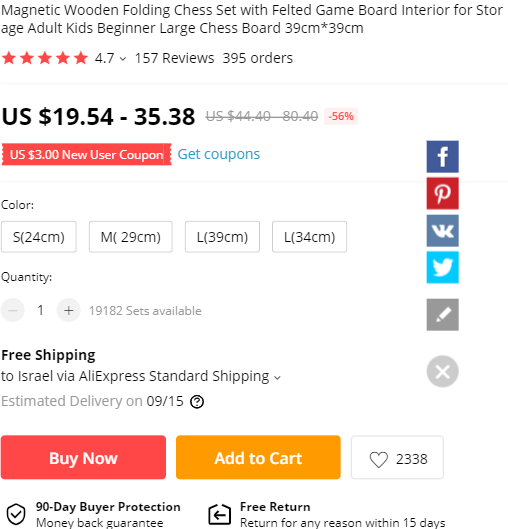 Magnetic Wooden Folding Chess Set with Felted Game Board Interior for Stor
age Adult Kids Beginner Large Chess Board 39cm*39cm
4.7 157 Reviews 395 orders
US $19.54 - 35.38 US $44.40 - 80.40 -56%
US $3.00 New User Coupon Get coupons
Color:
S(24cm) M( 29cm) L(39cm) L(34cm)
Quantity:
1 + 19182 Sets available
Free Shipping
to Israel via AliExpress Standard Shipping
Estimated Delivery on 09/15 ?
Buy Now Add to Cart 2338
90-Day Buyer Protection Free Return
Money back guarantee Return for any reason within 15 days